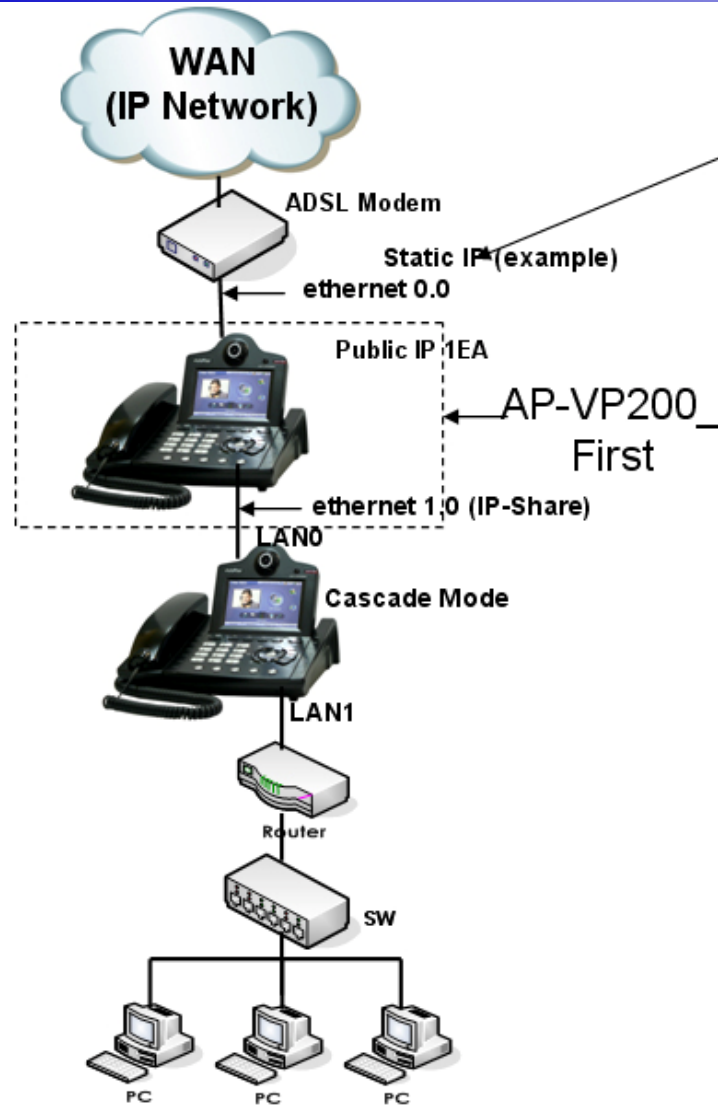 WAN
(IP Network)
ADSL Modem
Static IP (example)
ethernet 0.0
Public IP 1EA
AP-VP200_
First
ethernet 1.0 (IP-Share)
LAN0
Cascade Mode
LAN1
Router
SW
PC
PC
PC